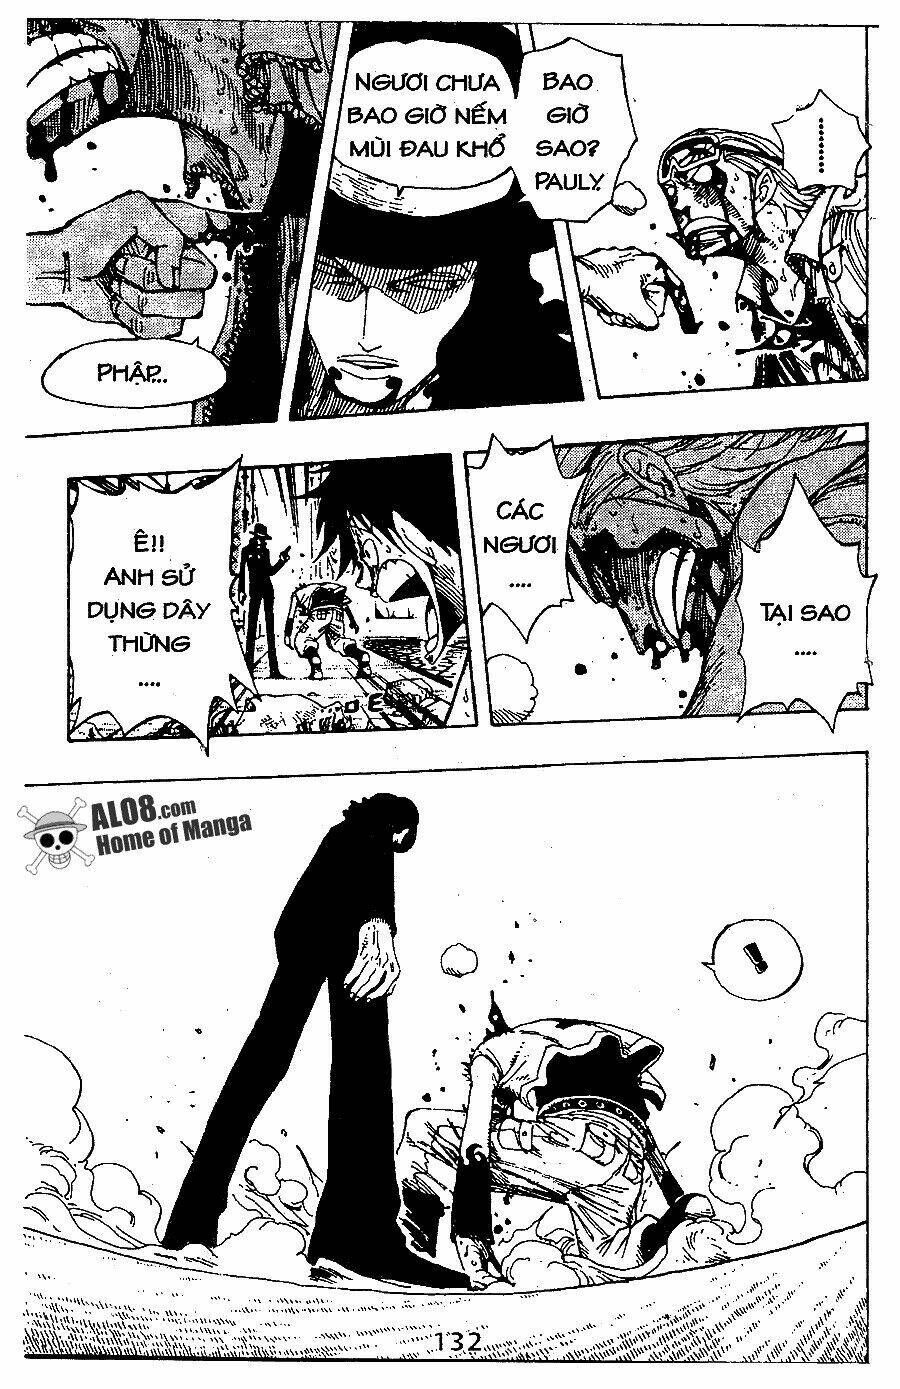 NGƯƠI CHƯA
BAO GIỜ NẾM
MÙI ĐAU KHỔ
BAO
GIỜ
SAO?
PAULY.
.........
PHẬP...
Ê!!
ANH SỬ
DỤNG DÂY
THỪNG
....
CÁC
NGƯƠI
....
TẠI SAO
....
AL08.com
Home of Manga
!!
132